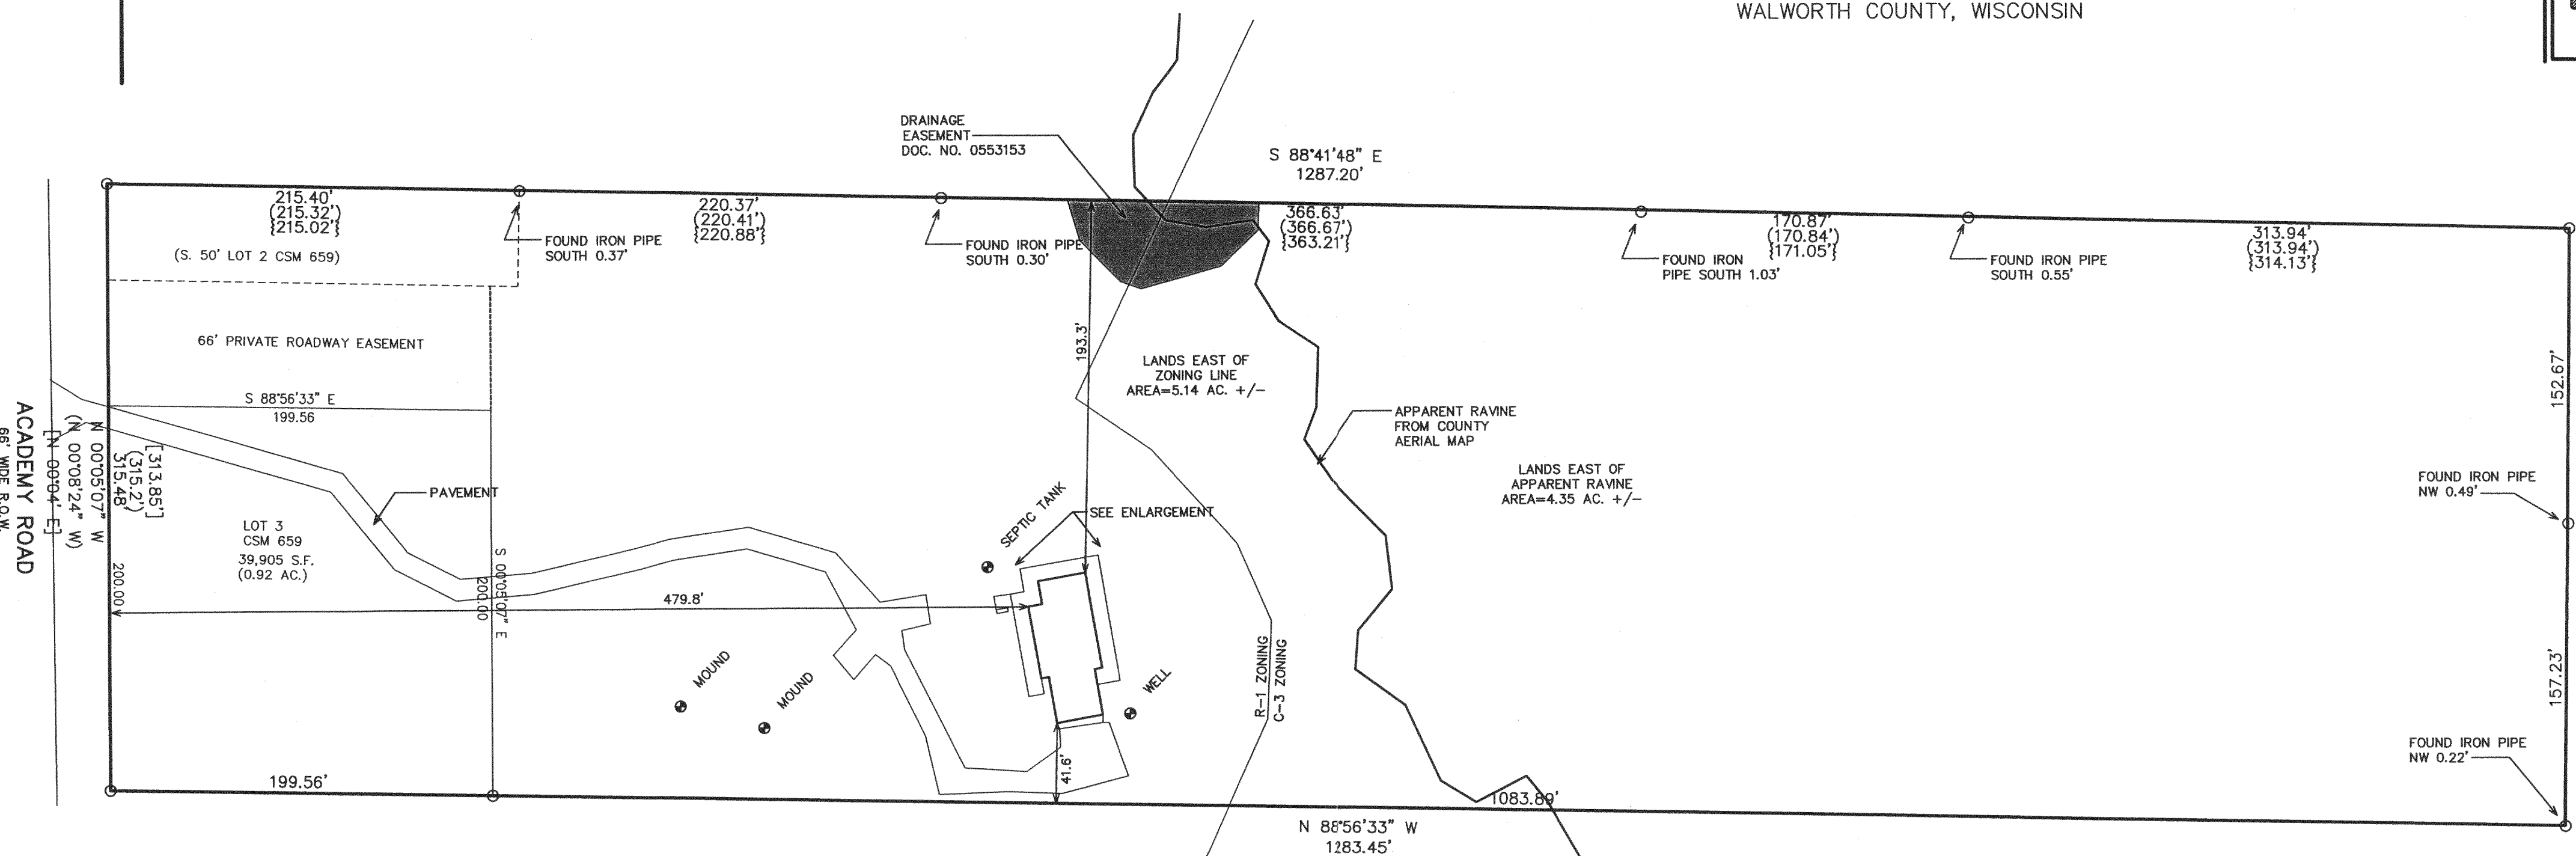 WALWORTH COUNTY, WISCONSIN
DRAINAGE
EASEMENT
DOC. NO. 0553153
S 88°41'48" E
1287.20'
215.40'
(215.32')
{215.02'}
220.37'
(220.41')
{220.88'}
366.63'
(366.67')
{363.21'}
170.87'
(170.84')
{171.05'}
313.94'
(313.94')
{314.13'}
(S. 50' LOT 2 CSM 659)
FOUND IRON PIPE
SOUTH 0.37'
FOUND IRON PIPE
SOUTH 0.30'
FOUND IRON
PIPE SOUTH 1.03'
FOUND IRON PIPE
SOUTH 0.55'
66' PRIVATE ROADWAY EASEMENT
193.3'
LANDS EAST OF
ZONING LINE
AREA=5.14 AC. +/-
152.67'
S 88°56'33" E
199.56
APPARENT RAVINE
FROM COUNTY
AERIAL MAP
ACADEMY ROAD
66' WIDE R.O.W.
[N 00°04' E]
(N 00°08'24" W)
N 00°05'07" W
315.48'
(315.2')
[313.85']
PAVEMENT
LANDS EAST OF
APPARENT RAVINE
AREA=4.35 AC. +/-
FOUND IRON PIPE
NW 0.49'
SEPTIC TANK
SEE ENLARGEMENT
LOT 3
CSM 659
39,905 S.F.
(0.92 AC.)
200.00
S 00°05'07" E
200.00
479.8'
MOUND
MOUND
WELL
R-1 ZONING
C-3 ZONING
157.23'
FOUND IRON PIPE
NW 0.22'
41.6'
199.56'
1083.89'
N 88°56'33" W
1283.45'